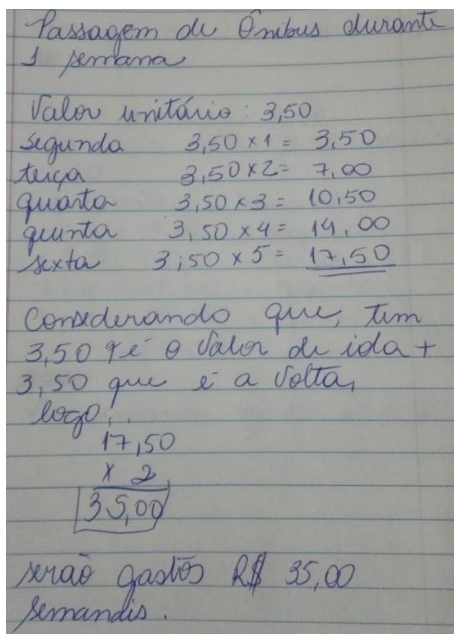 Passagem de Ônibus durante
1 semana
Valor unitário: 3,50
segunda 3,50 x 1 = 3,50
terça 3,50 x 2 = 7,00
quarta 3,50 x 3 = 10,50
quinta 3,50 x 4 = 14,00
sexta 3,50 x 5 = 17,50
Considerando que, tem
3,50 q é o Valor de ida +
3,50 que é a Volta,
logo...
17,50
x 2
35,00
serão gastos R$ 35,00
semandis.